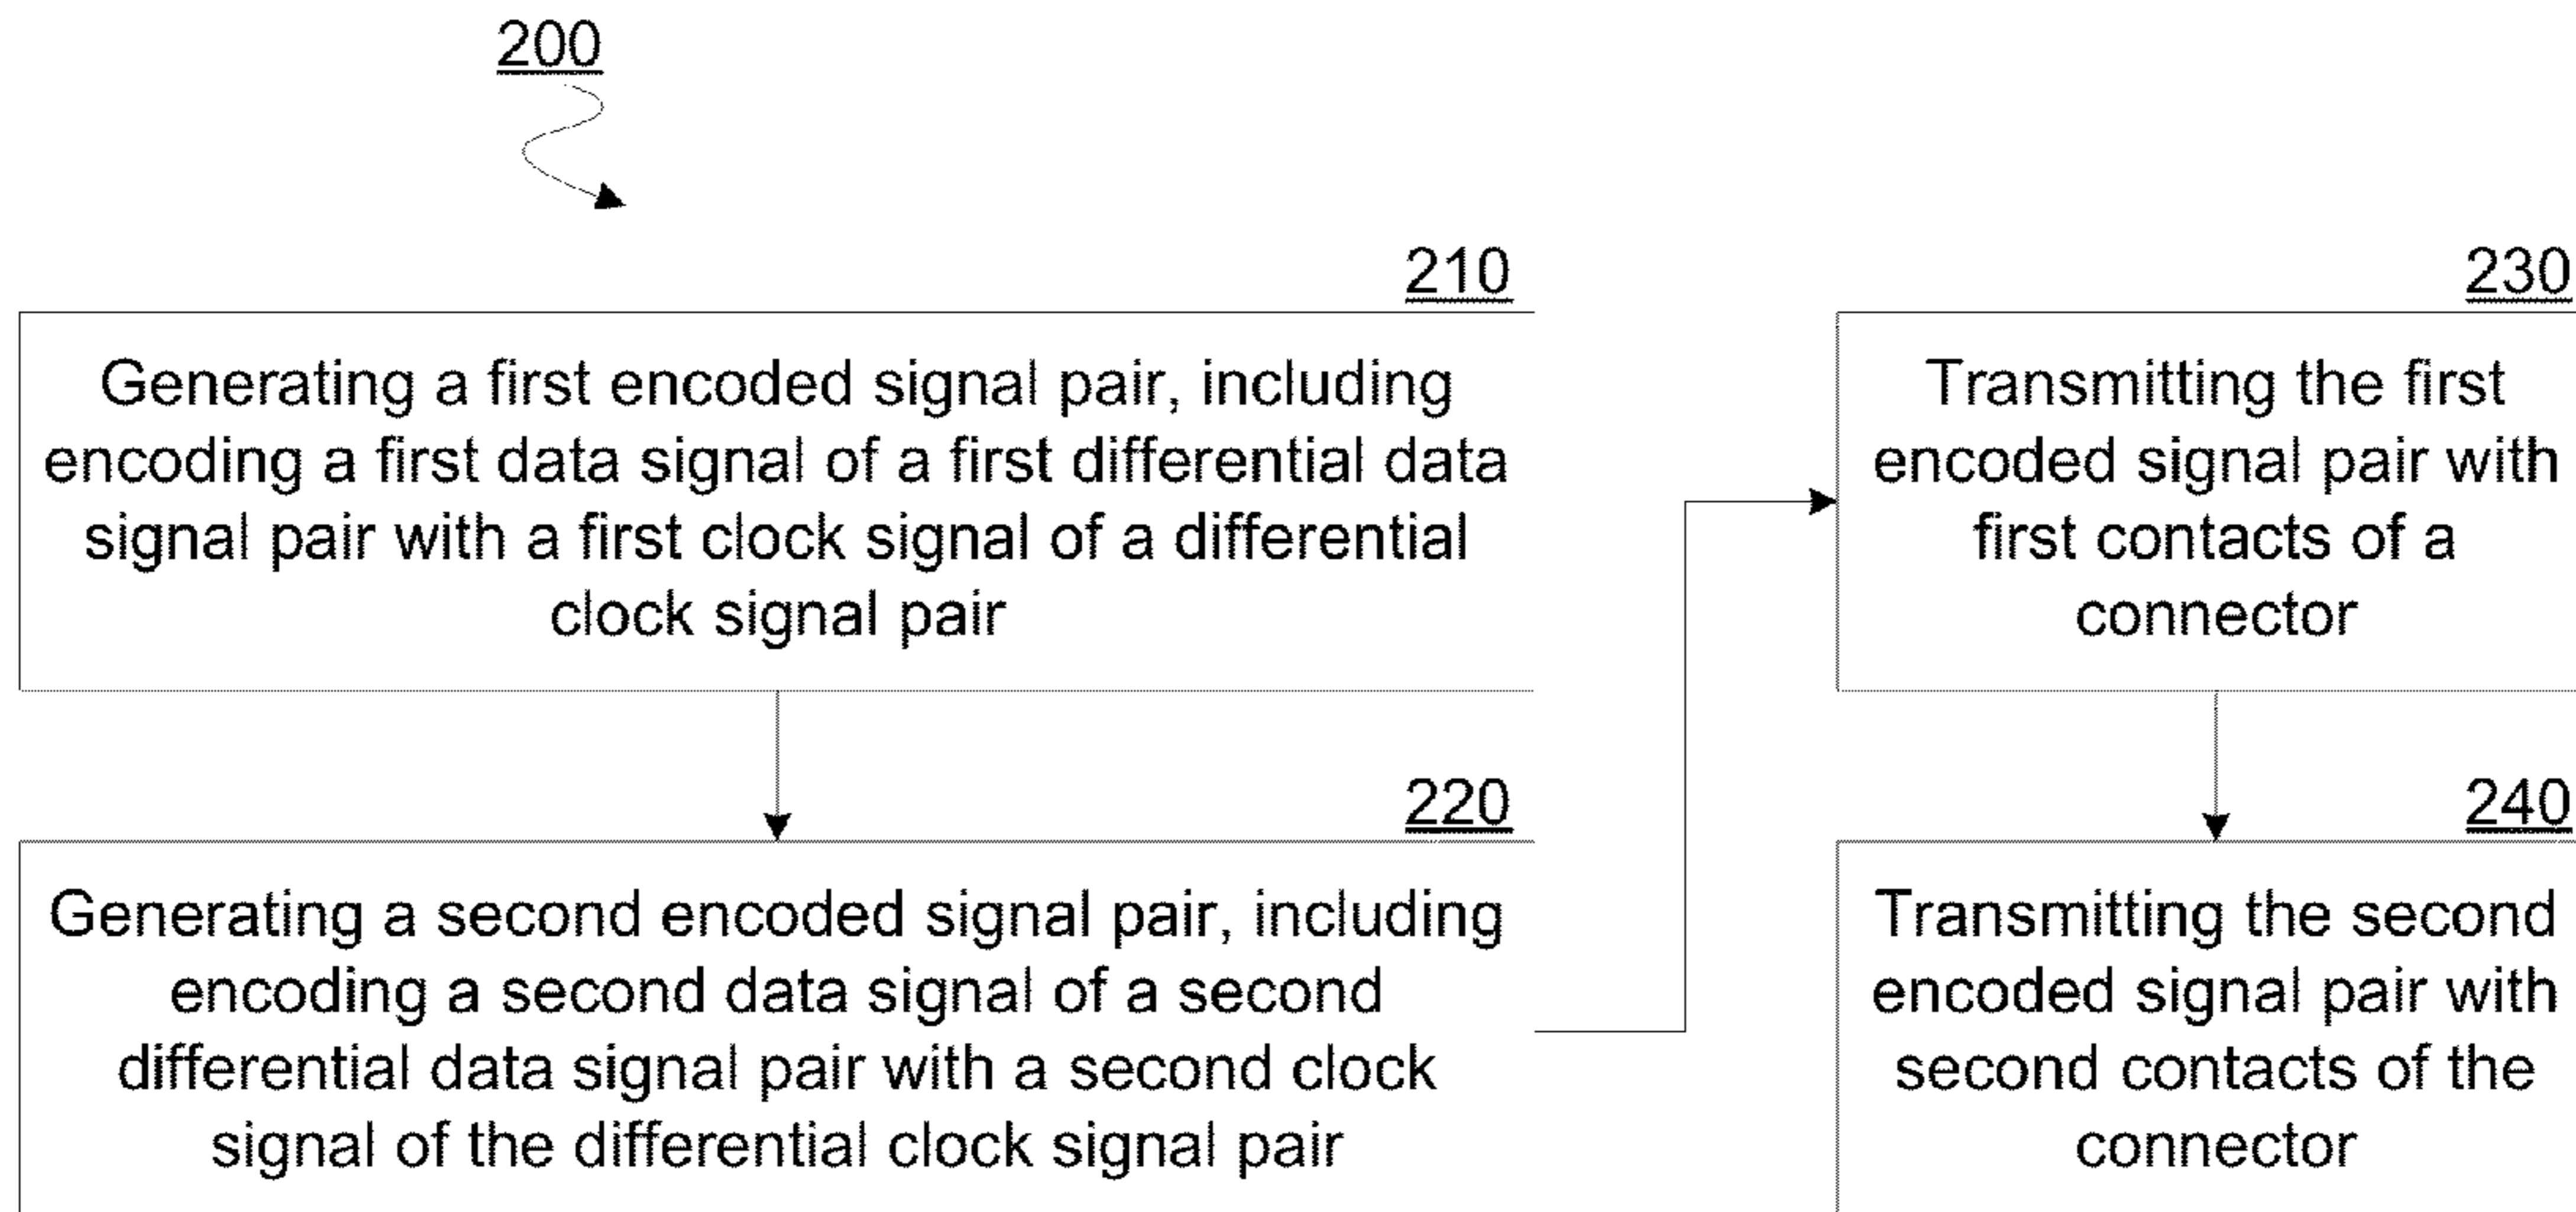 200
210
Generating a first encoded signal pair, including
encoding a first data signal of a first differential data
signal pair with a first clock signal of a differential
clock signal pair
220
Generating a second encoded signal pair, including
encoding a second data signal of a second
differential data signal pair with a second clock
signal of the differential clock signal pair
230
Transmitting the first
encoded signal pair with
first contacts of a
connector
240
Transmitting the second
encoded signal pair with
second contacts of the
connector